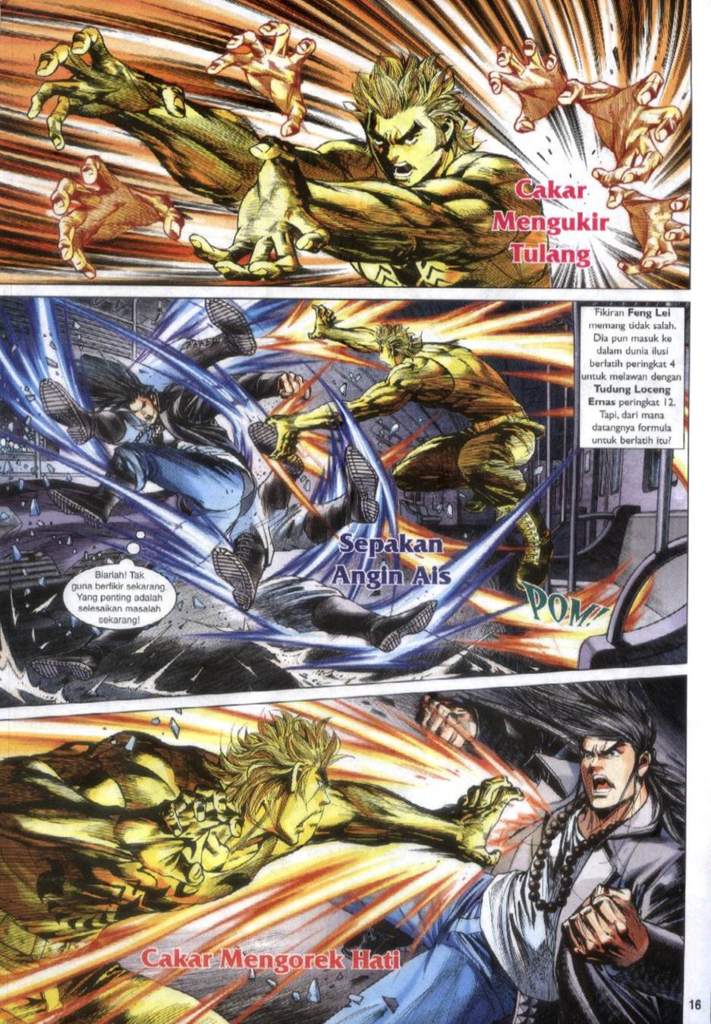 Cakar
Mengukir
Tulang
Fikiran Feng Lei
memang tidak salah.
Dia pun masuk ke
dalam dunia ilusi
berlatih peringkat 4
untuk melawan dengan
Tudung Loceng
Emas peringkat 12.
Tapi, dari mana
datangnya formula
untuk berlatih itu?
Sepakan
Angin Ais
Biarlah! Tak
guna berfikir sekarang.
Yang penting adalah
selesaikan masalah
sekarang!
POM!
Cakar Mengorek Hati
16